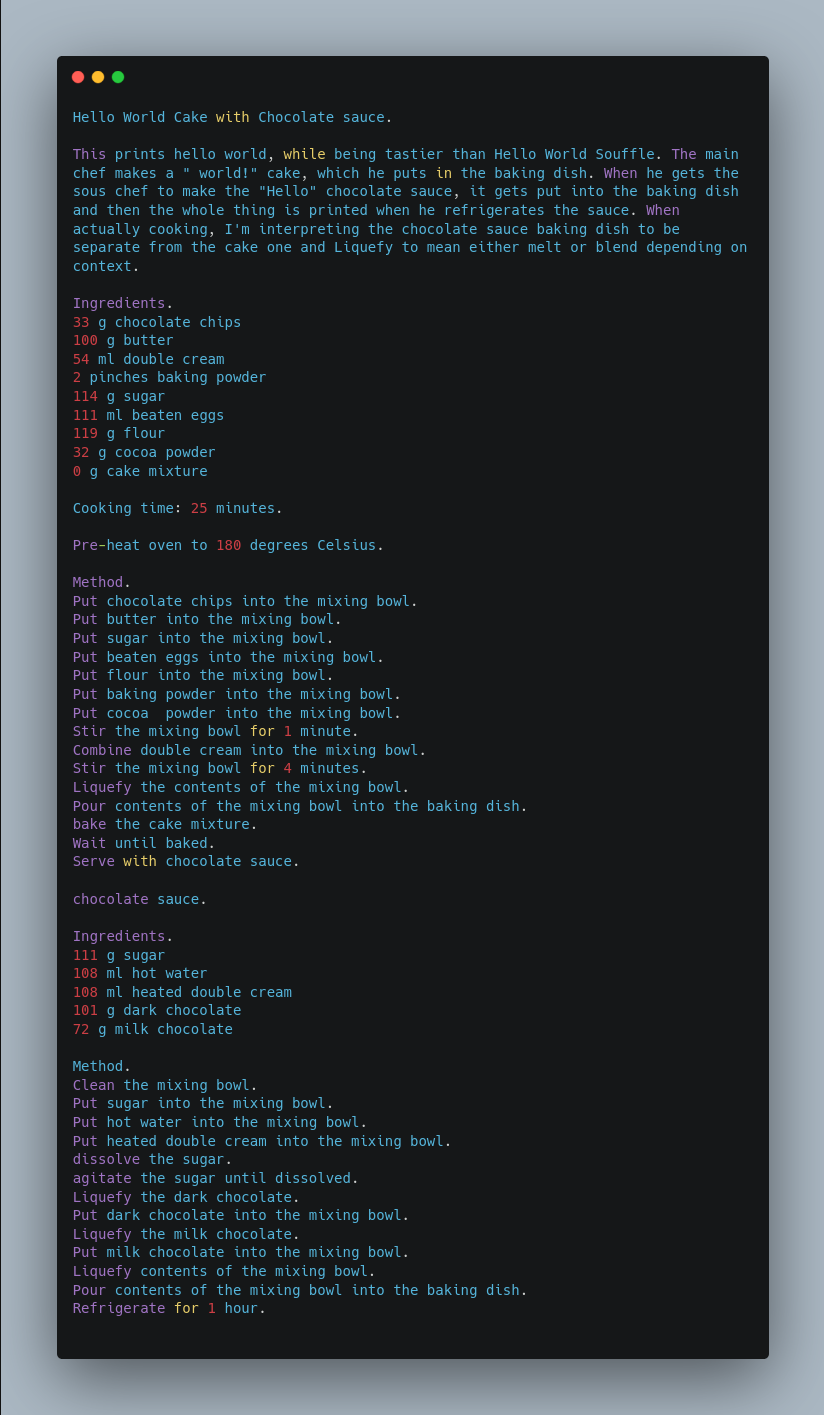 Hello World Cake with Chocolate sauce.

This prints hello world, while being tastier than Hello World Souffle. The main
chef makes a " world!" cake, which he puts in the baking dish. When he gets the
sous chef to make the "Hello" chocolate sauce, it gets put into the baking dish
and then the whole thing is printed when he refrigerates the sauce. When
actually cooking, I'm interpreting the chocolate sauce baking dish to be
separate from the cake one and Liquefy to mean either melt or blend depending on
context.

Ingredients.
33 g chocolate chips
100 g butter
54 ml double cream
2 pinches baking powder
114 g sugar
111 ml beaten eggs
119 g flour
32 g cocoa powder
0 g cake mixture

Cooking time: 25 minutes.

Pre-heat oven to 180 degrees Celsius.

Method.
Put chocolate chips into the mixing bowl.
Put butter into the mixing bowl.
Put sugar into the mixing bowl.
Put beaten eggs into the mixing bowl.
Put flour into the mixing bowl.
Put baking powder into the mixing bowl.
Put cocoa  powder into the mixing bowl.
Stir the mixing bowl for 1 minute.
Combine double cream into the mixing bowl.
Stir the mixing bowl for 4 minutes.
Liquefy the contents of the mixing bowl.
Pour contents of the mixing bowl into the baking dish.
bake the cake mixture.
Wait until baked.
Serve with chocolate sauce.

chocolate sauce.

Ingredients.
111 g sugar
108 ml hot water
108 ml heated double cream
101 g dark chocolate
72 g milk chocolate

Method.
Clean the mixing bowl.
Put sugar into the mixing bowl.
Put hot water into the mixing bowl.
Put heated double cream into the mixing bowl.
dissolve the sugar.
agitate the sugar until dissolved.
Liquefy the dark chocolate.
Put dark chocolate into the mixing bowl.
Liquefy the milk chocolate.
Put milk chocolate into the mixing bowl.
Liquefy contents of the mixing bowl.
Pour contents of the mixing bowl into the baking dish.
Refrigerate for 1 hour.